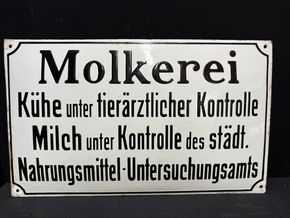 Molkerei
Kühe unter tierärztlicher Kontrolle
Milch unter Kontrolle des städt.
Nahrungsmittel-Untersuchungsamts